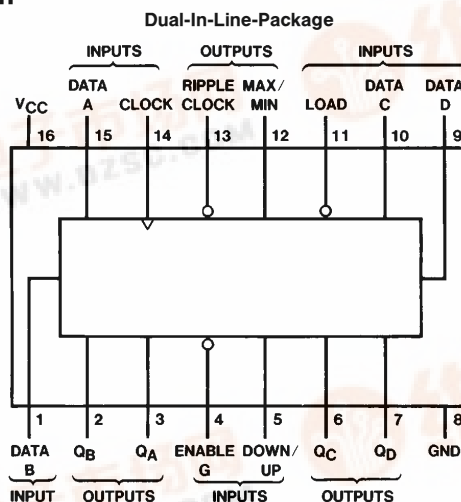 Dual-In-Line-Package
INPUTS OUTPUTS INPUTS
DATA RIPPLE MAX/ DATA DATA
VCC A CLOCK CLOCK MIN LOAD C D
16 15 14 13 12 11 10 9
1 2 3 4 5 6 7 8
DATA QB QA ENABLE DOWN/ QC QD GND
B G UP
INPUT OUTPUTS INPUTS OUTPUTS